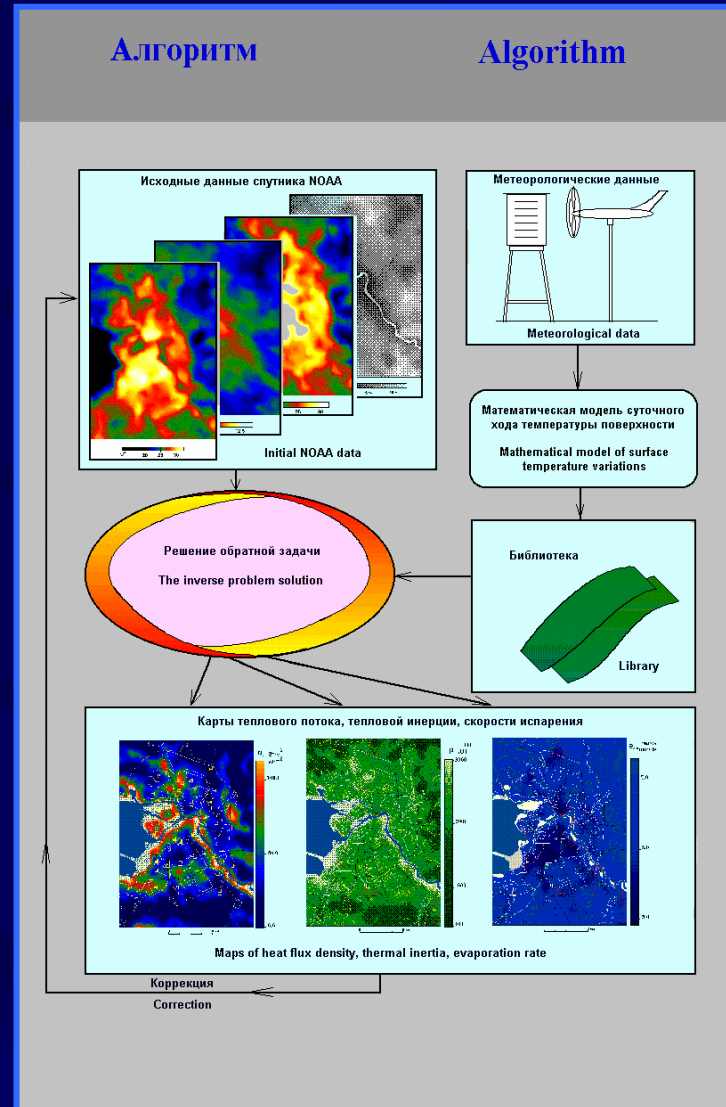 Алгоритм
Algorithm
Исходные данные спутника NOAA
Initial NOAA data
Метеорологические данные
Meteorological data
Математическая модель суточного
хода температуры поверхности
Mathematical model of surface
temperature variations
Решение обратной задачи
The inverse problem solution
Библиотека
Library
Карты теплового потока, тепловой инерции, скорости испарения
Maps of heat flux density, thermal inertia, evaporation rate
Коррекция
Correction